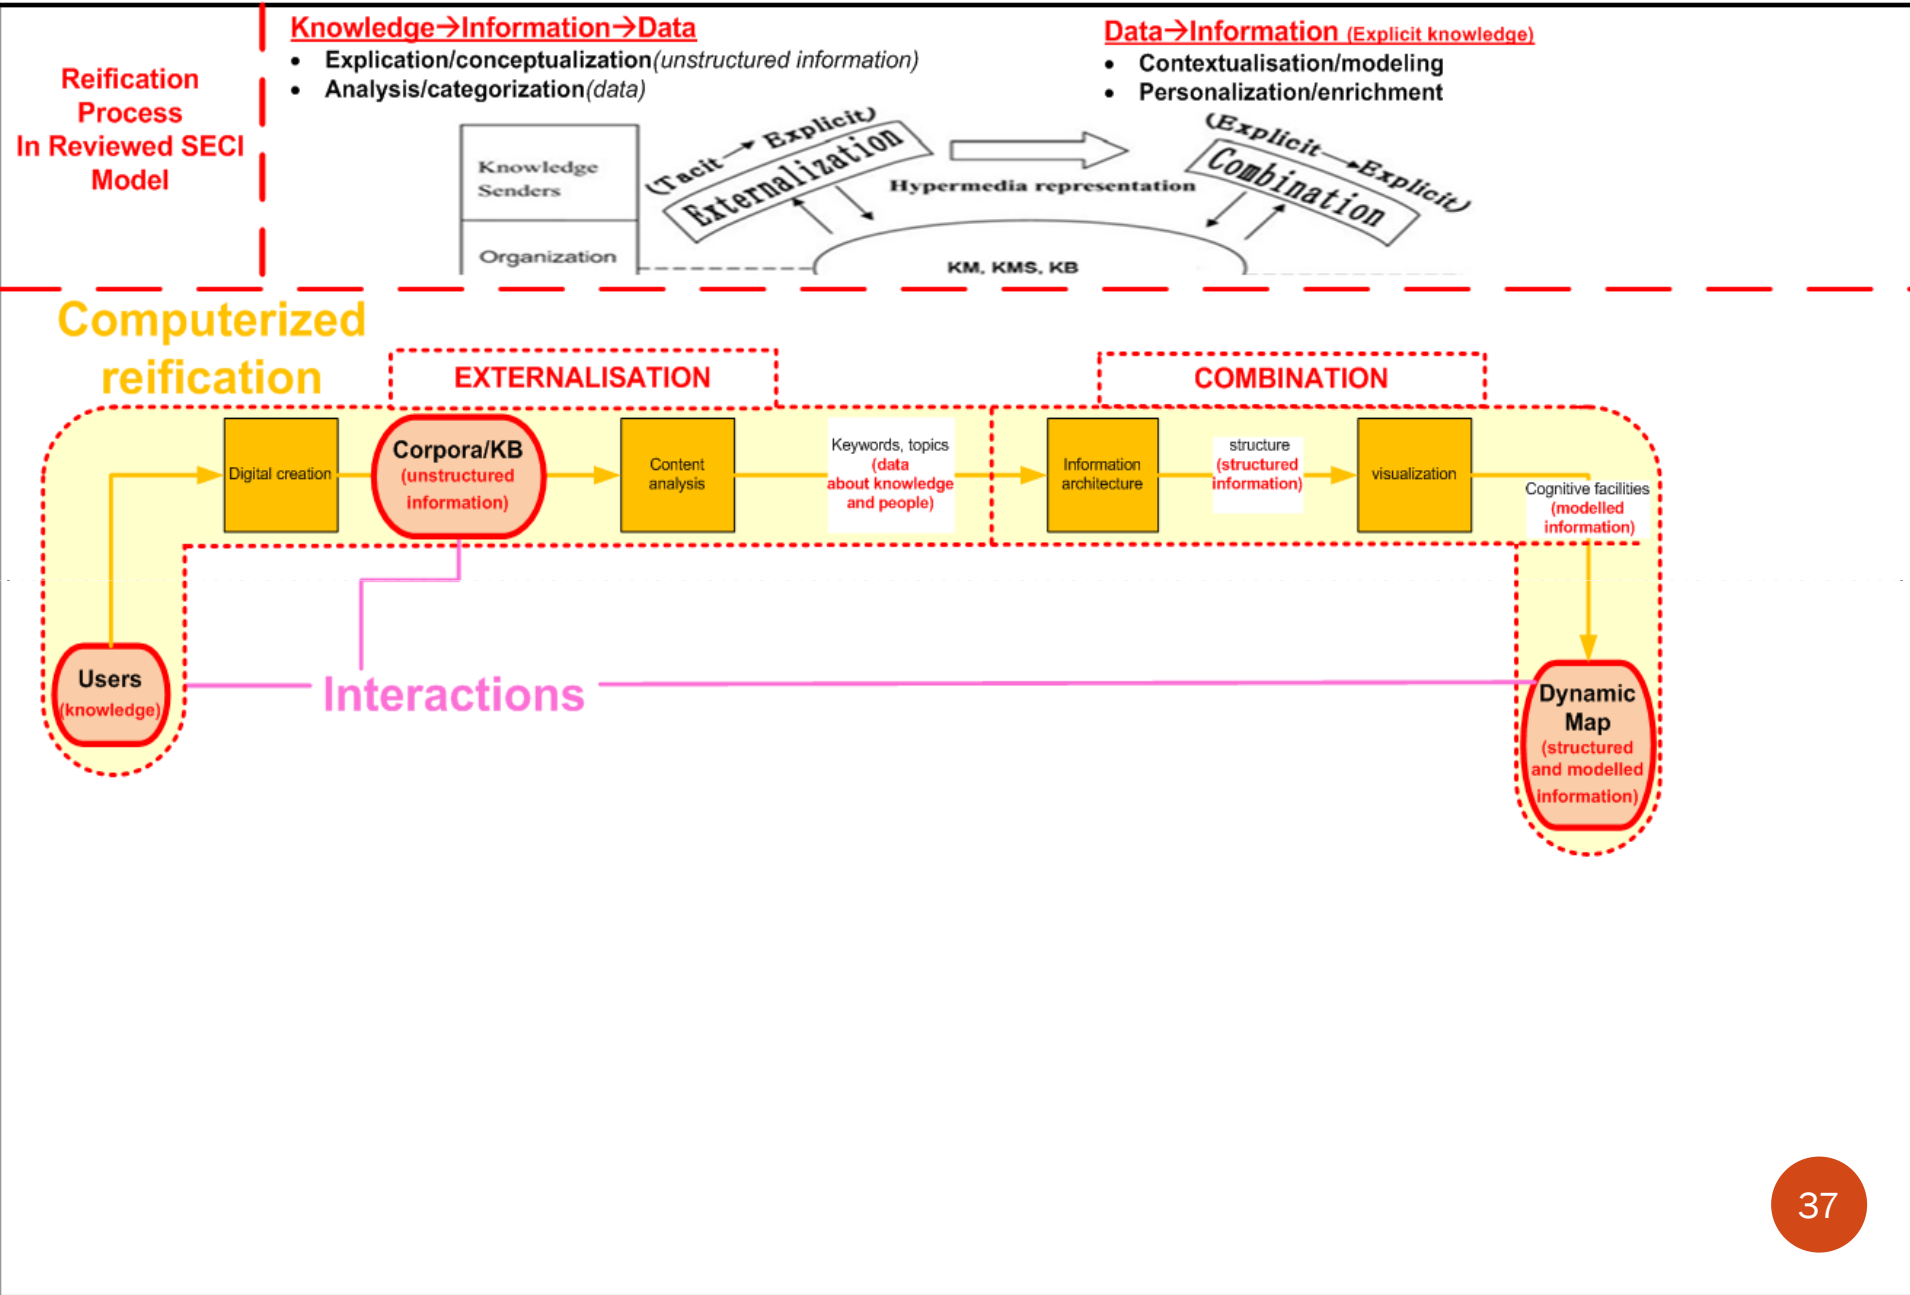 Reification
Process
In Reviewed SECI
Model
Knowledge→Information→Data
• Explication/conceptualization(unstructured information)
• Analysis/categorization(data)
Data→Information (Explicit knowledge)
• Contextualisation/modeling
• Personalization/enrichment
Knowledge
Senders
Organization
(Tacit → Explicit)
Externalization
Hypermedia representation
(Explicit→Explicit)
Combination
KM, KMS, KB
Computerized
reification
EXTERNALISATION
COMBINATION
Digital creation
Corpora/KB
(unstructured
information)
Content
analysis
Keywords, topics
(data
about knowledge
and people)
Information
architecture
structure
(structured
information)
visualization
Cognitive facilities
(modelled
information)
Users
(knowledge)
Interactions
Dynamic
Map
(structured
and modelled
information)
37